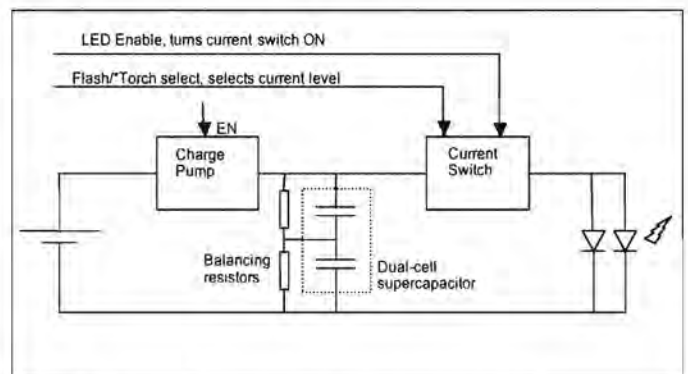 LED Enable, turns current switch ON
Flash/*Torch select, selects current level
EN
Charge
Pump
Current
Switch
Balancing
resistors
Dual-cell
supercapacitor